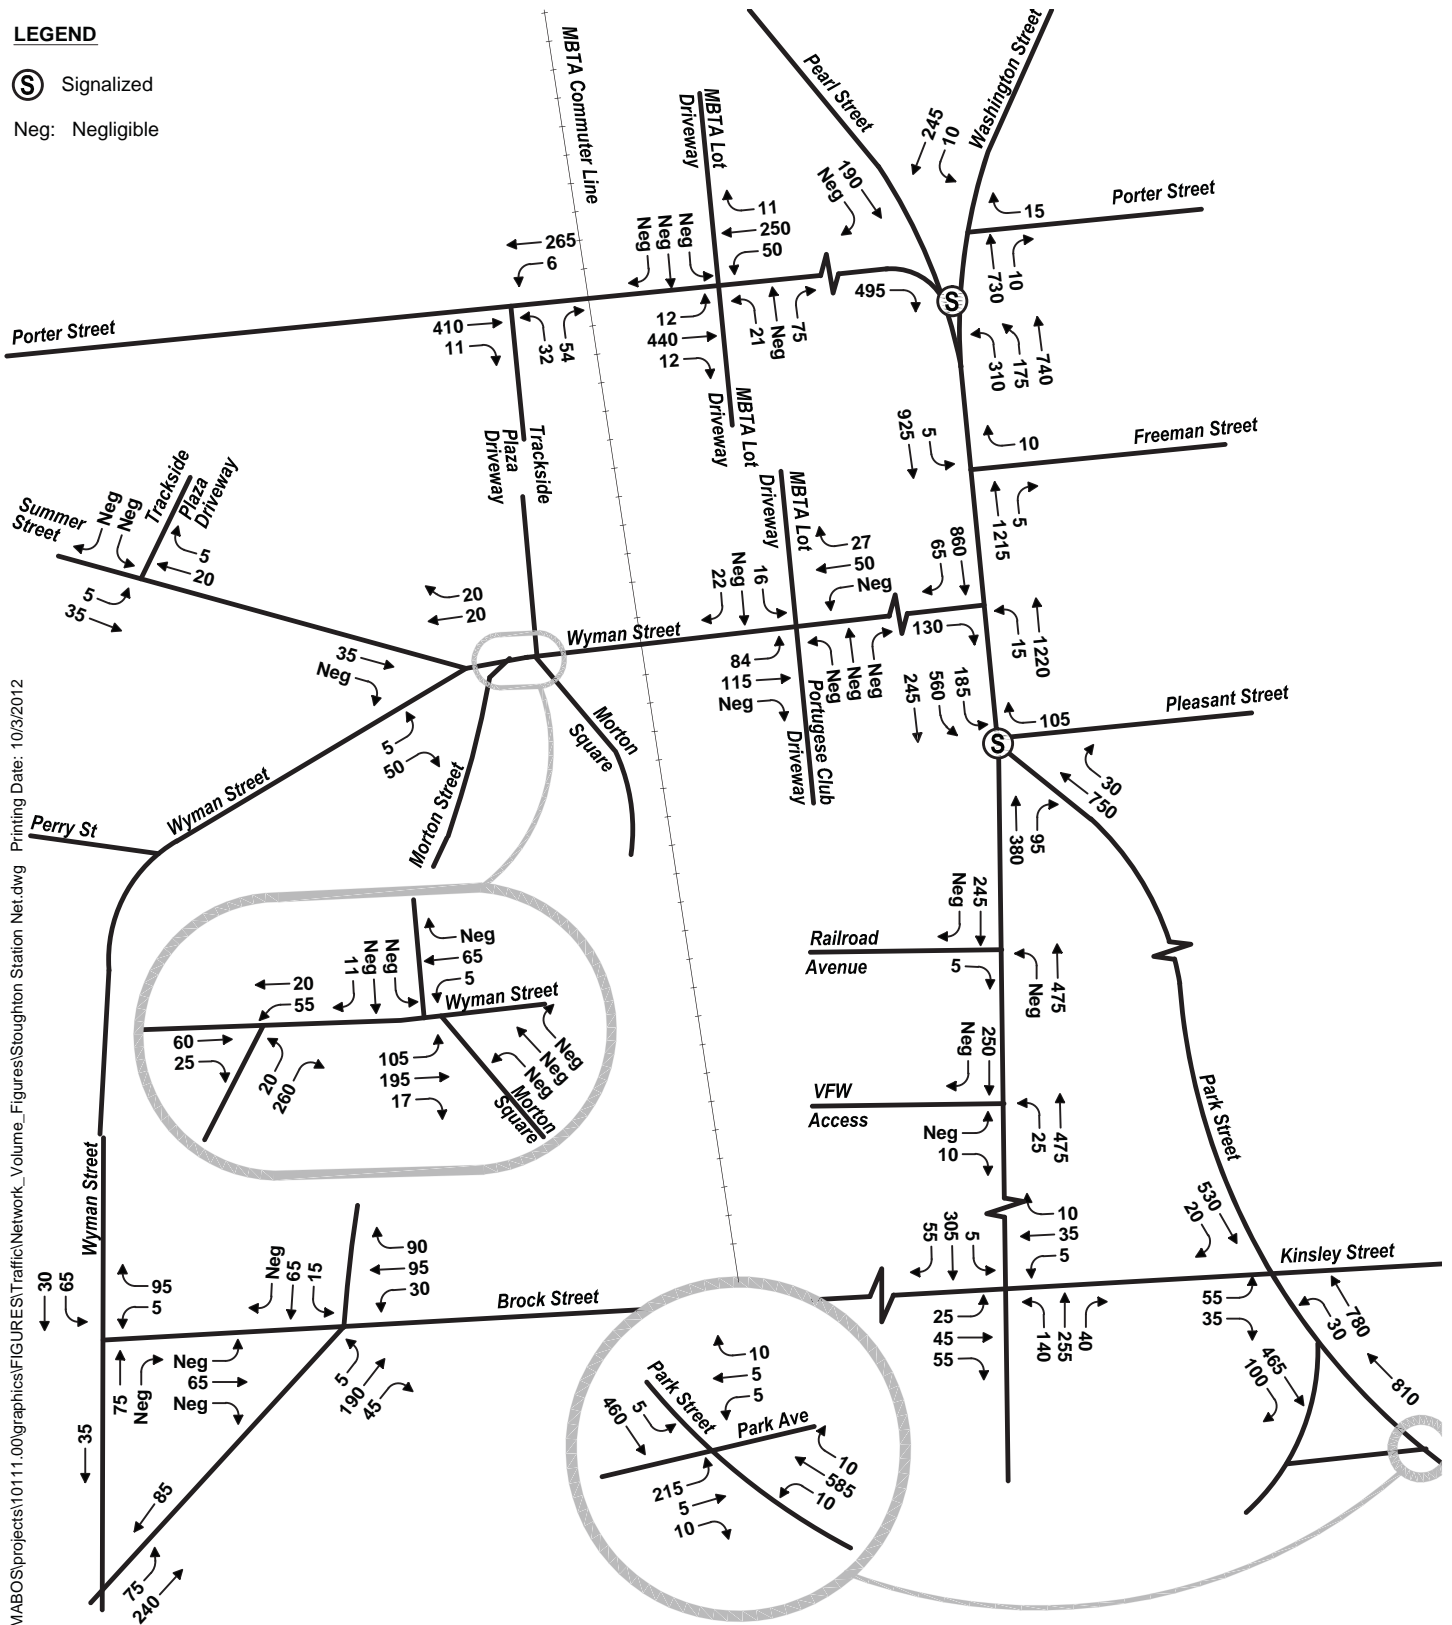 LEGEND
S Signalized
Neg: Negligible
MBTA Commuter Line
Pearl Street
Washington Street
245
10
190
Neg
15
Porter Street
730
10
MBTA Lot
Driveway
11
250
50
Neg
Neg
Neg
265
6
Porter Street
410
11
32
54
12
440
12
21
Neg
75
495
S
310
175
740
MBTA Lot
Driveway
Trackside
Plaza
Driveway
925
5
10
Freeman Street
1215
5
Summer
Street
Neg
Neg
Trackside
Plaza
Driveway
5
20
5
35
20
20
35
Neg
5
50
Wyman Street
MBTA Lot
Driveway
27
50
Neg
22
Neg
16
84
115
Neg
Neg
Neg
Neg
Portugese Club
Driveway
860
65
130
15
1220
245
560
185
105
Pleasant Street
S
30
750
380
95
Morton
Square
Morton Street
Wyman Street
Perry St
Neg
65
5
11
Neg
Neg
20
55
Wyman Street
60
25
20
260
105
195
17
Neg
Neg
Neg
Morton
Square
245
Neg
Railroad
Avenue
5
Neg
475
250
Neg
VFW
Access
Neg
10
25
475
Park Street
530
20
Kinsley Street
55
35
30
780
465
100
810
55
305
5
10
35
5
25
45
55
140
255
40
Wyman Street
30
65
95
5
75
Neg
Neg
65
Neg
Neg
65
15
90
95
30
Brock Street
5
190
45
35
85
75
240
10
5
5
Park Street
460
5
Park Ave
215
5
10
10
585
10
\\MABOS\projects\10111.00\graphics\FIGURES\Traffic\Network_Volume_Figures\Stoughton Station Net.dwg Printing Date: 10/3/2012